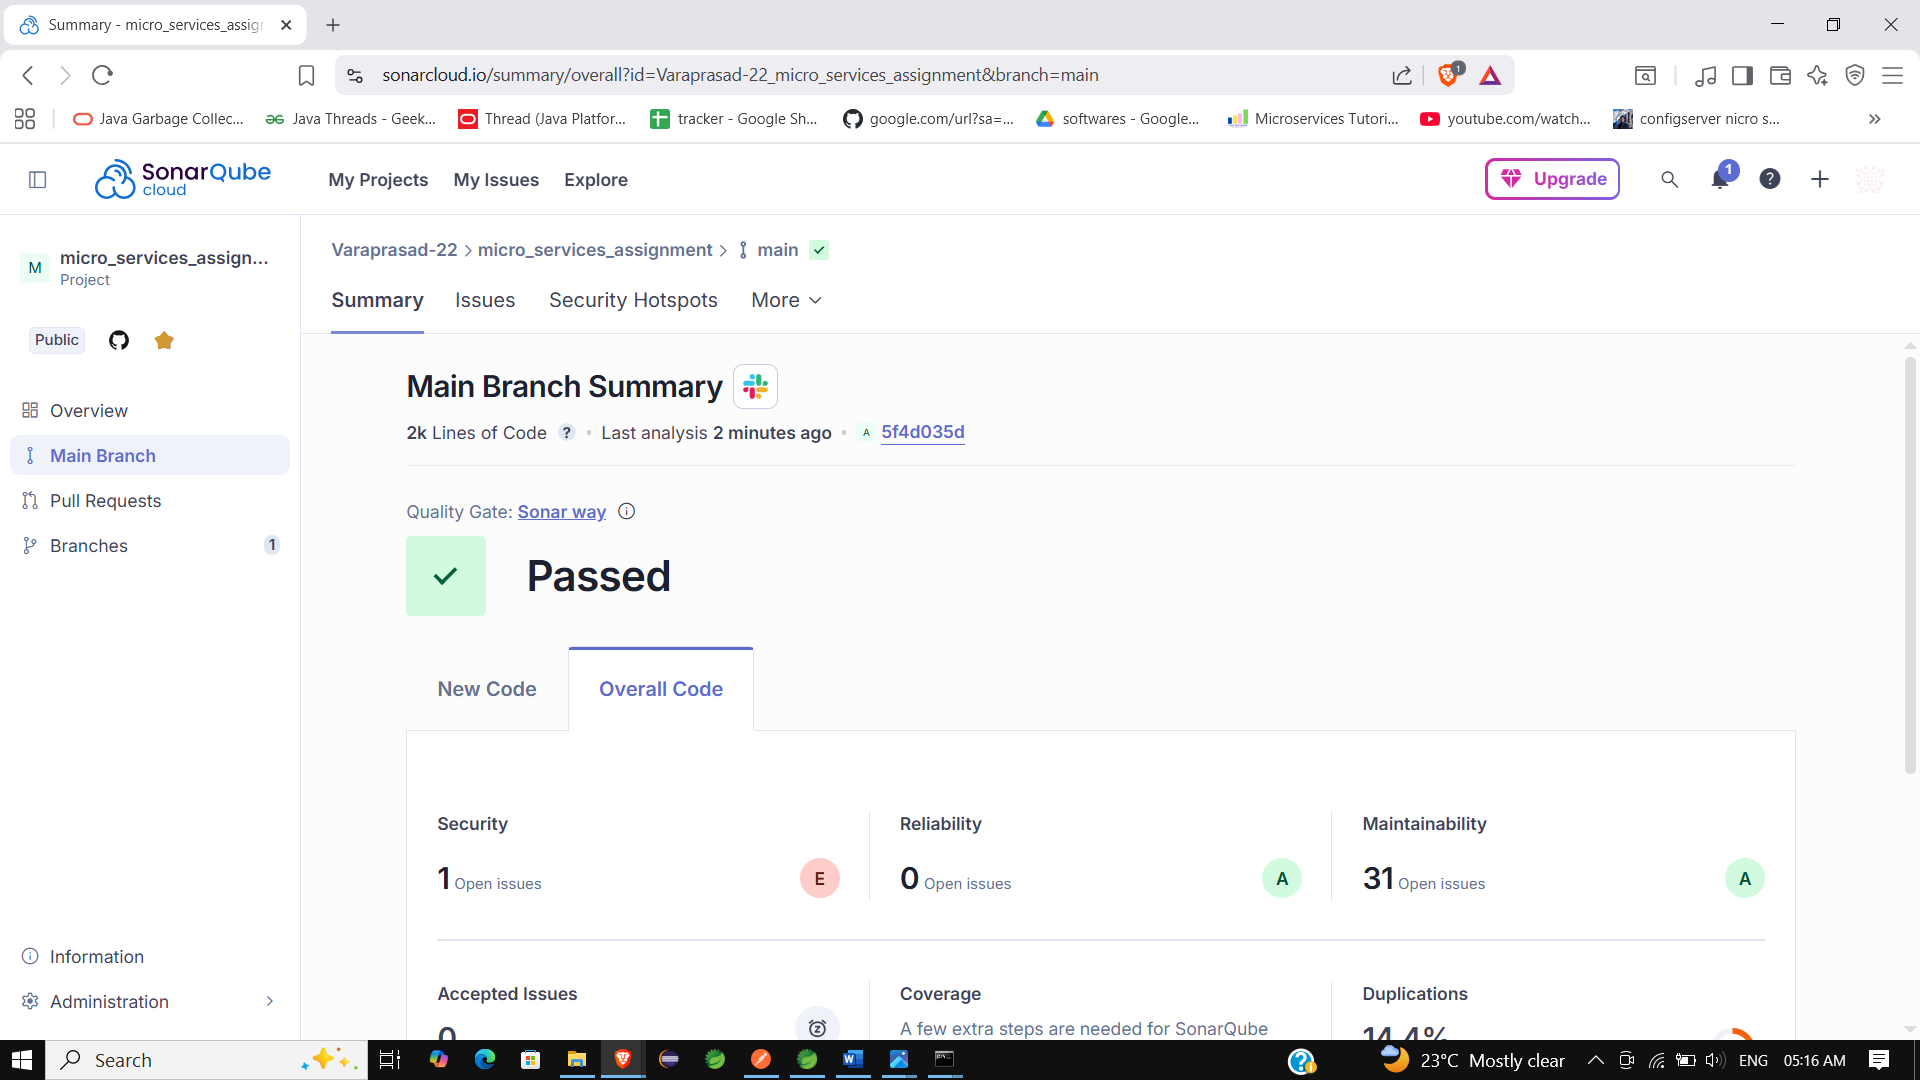 Summary - micro_services_assign
sonarcloud.io/summary/overall?id=Varaprasad-22_micro_services_assignment&branch=main
1
Java Garbage Collec...
Java Threads - Geek...
Thread (Java Platfor...
tracker - Google Sh...
google.com/url?sa=...
softwares - Google...
Microservices Tutori...
youtube.com/watch...
configserver nicro s...
SonarQube
cloud
My Projects
My Issues
Explore
Upgrade
1
M
micro_services_assign...
Project
Public
Overview
Main Branch
Pull Requests
Branches
1
Information
Administration
Varaprasad-22 > micro_services_assignment > main
Summary
Issues
Security Hotspots
More
Main Branch Summary
2k Lines of Code ? • Last analysis 2 minutes ago • A 5f4d035d
Quality Gate: Sonar way
Passed
New Code
Overall Code
Security
1 Open issues
E
Reliability
0 Open issues
A
Maintainability
31 Open issues
A
Accepted Issues
0
Coverage
A few extra steps are needed for SonarQube
Duplications
14.4%
Search
23°C Mostly clear
ENG
05:16 AM